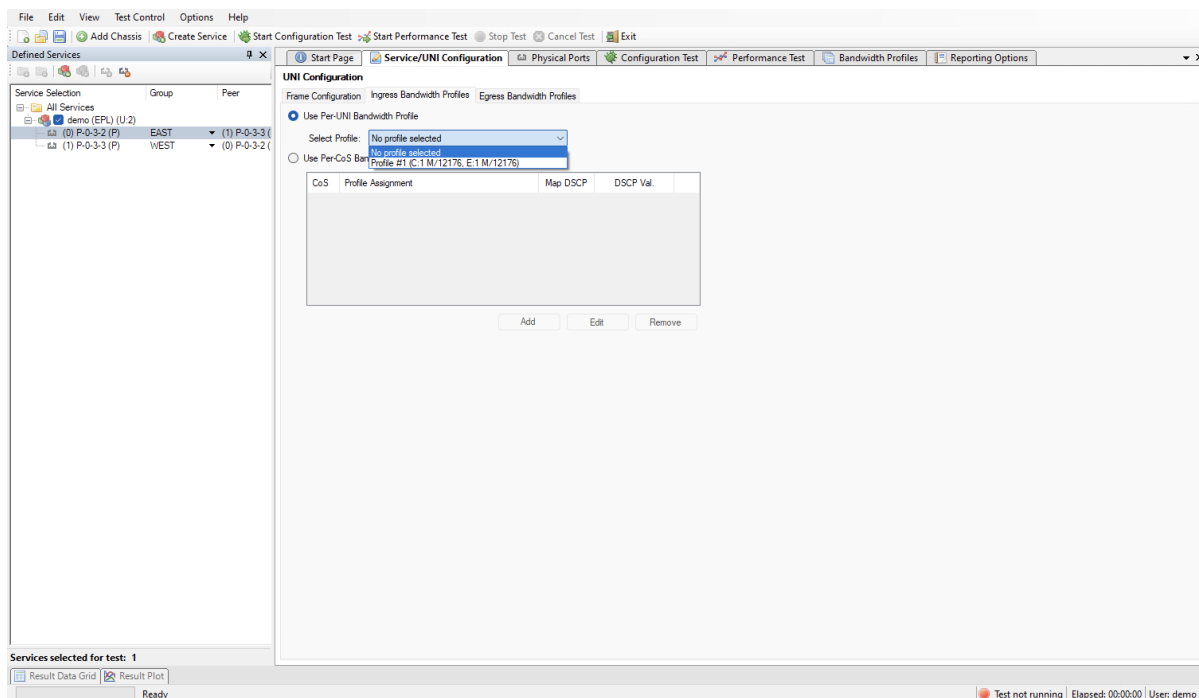 File Edit View Test Control Options Help
Add Chassis Create Service Start Configuration Test Start Performance Test Stop Test Cancel Test Exit
Defined Services
Start Page Service/UNI Configuration Physical Ports Configuration Test Performance Test Bandwidth Profiles Reporting Options
UNI Configuration
Service Selection Group Peer
Frame Configuration Ingress Bandwidth Profiles Egress Bandwidth Profiles
All Services
demo (EPL) (U:2)
(0) P-0-3-2 (P) EAST (1) P-0-3-3 (
(1) P-0-3-3 (P) WEST (0) P-0-3-2 (
Use Per-UNI Bandwidth Profile
Select Profile: No profile selected
No profile selected
Profile #1 (C:1 M/12176, E:1 M/12176)
Use Per-CoS Ban
CoS Profile Assignment Map DSCP DSCP Val.
Add Edit Remove
Services selected for test: 1
Result Data Grid Result Plot
Ready Test not running Elapsed: 00:00:00 User: demo